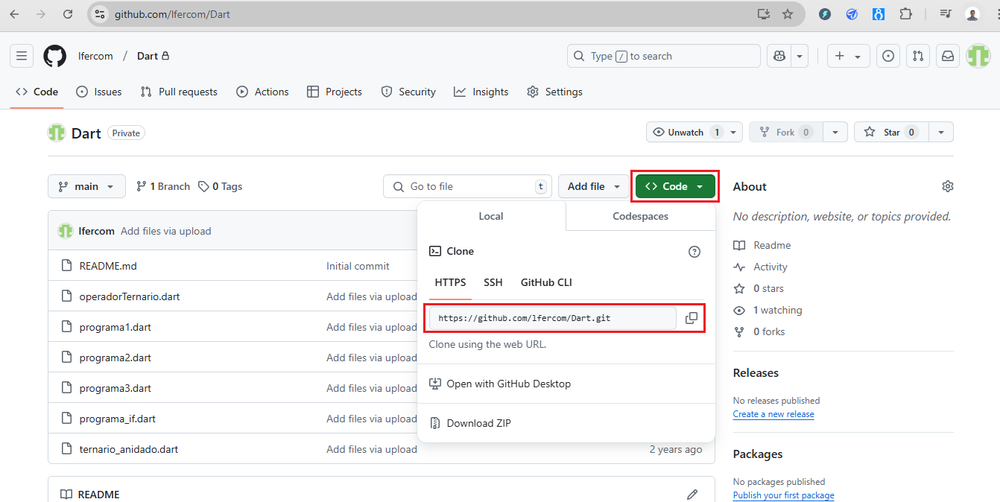 github.com/lfercom/Dart
lfercom / Dart
Type / to search
Code Issues Pull requests Actions Projects Security Insights Settings
Dart Private
Unwatch 1 Fork 0 Star 0
main 1 Branch 0 Tags
Go to file t Add file Code
About
No description, website, or topics provided.
Readme
Activity
0 stars
1 watching
0 forks
Releases
No releases published
Create a new release
Packages
No packages published
Publish your first package
Local Codespaces
Clone
HTTPS SSH GitHub CLI
https://github.com/lfercom/Dart.git
Clone using the web URL.
Open with GitHub Desktop
Download ZIP
lfercom Add files via upload
README.md Initial commit
operadorTernario.dart Add files via upload
programa1.dart Add files via upload
programa2.dart Add files via upload
programa3.dart Add files via upload
programa_if.dart Add files via upload
ternario_anidado.dart Add files via upload 2 years ago
README